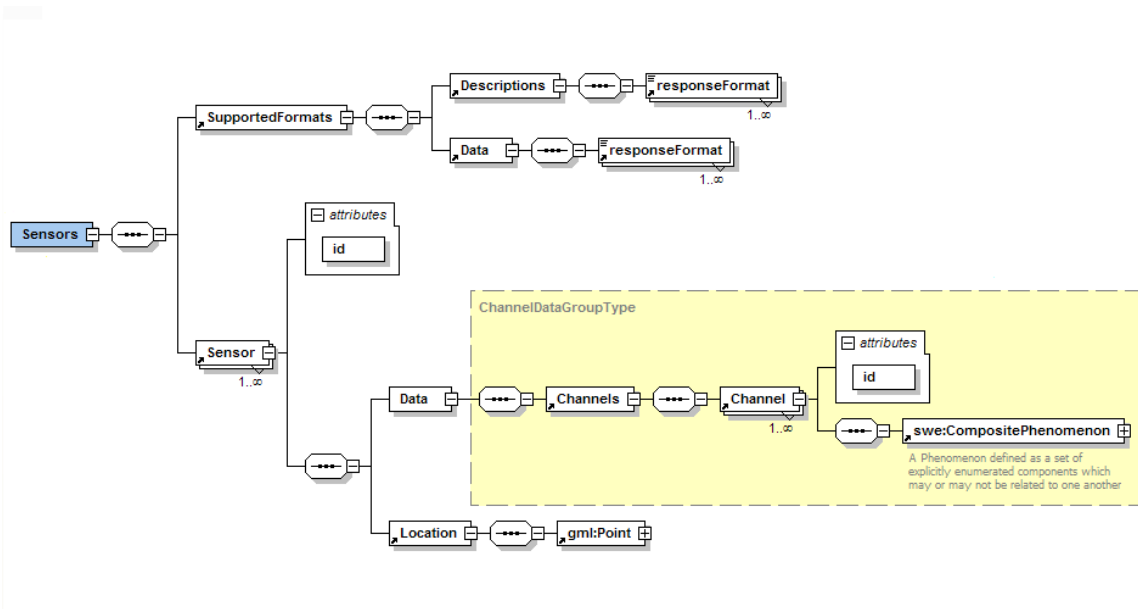 Descriptions
responseFormat
1..∞
SupportedFormats
Data
responseFormat
1..∞
Sensors
attributes
id
Sensor
1..∞
ChannelDataGroupType
attributes
id
Data
Channels
Channel
1..∞
swe:CompositePhenomenon
A Phenomenon defined as a set of
explicitly enumerated components which
may or may not be related to one another
Location
gml:Point